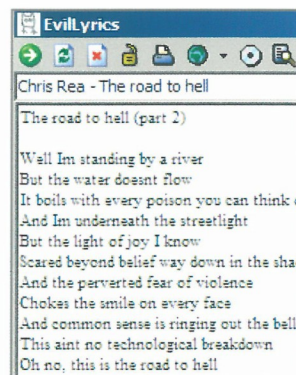 EvilLyrics
Chris Rea - The road to hell
The road to hell (part 2)
Well Im standing by a river
But the water doesnt flow
It boils with every poison you can think
And Im underneath the streetlight
But the light of joy I know
Scared beyond belief way down in the
And the perverted fear of violence
Chokes the smile on every face
And common sense is ringing out the bell
This aint no technological breakdown
Oh no, this is the road to hell